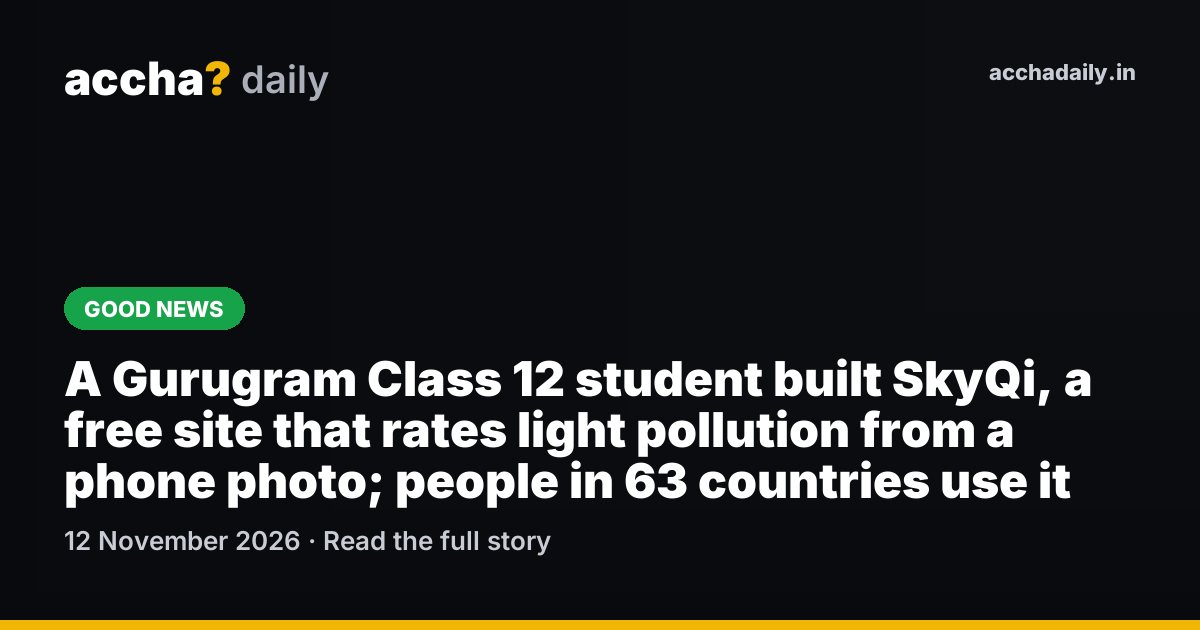 accha? daily
acchadaily.in
GOOD NEWS
A Gurugram Class 12 student built SkyQi, a
free site that rates light pollution from a
phone photo; people in 63 countries use it
12 November 2026 · Read the full story